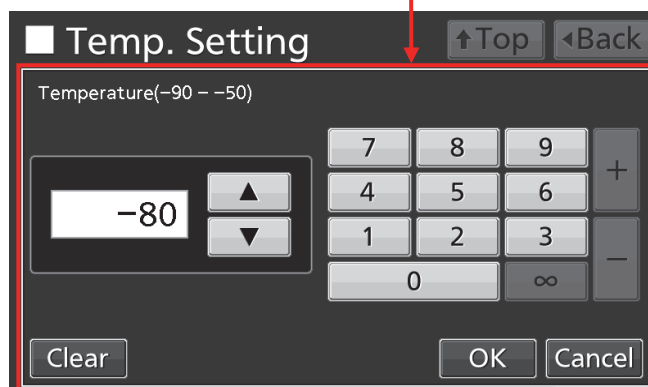 Temp. Setting ↑Top ◂Back
Temperature(−90 – −50)
7 8 9 +
−80 ▲ 4 5 6
▼ 1 2 3 −
0 ∞
Clear OK Cancel